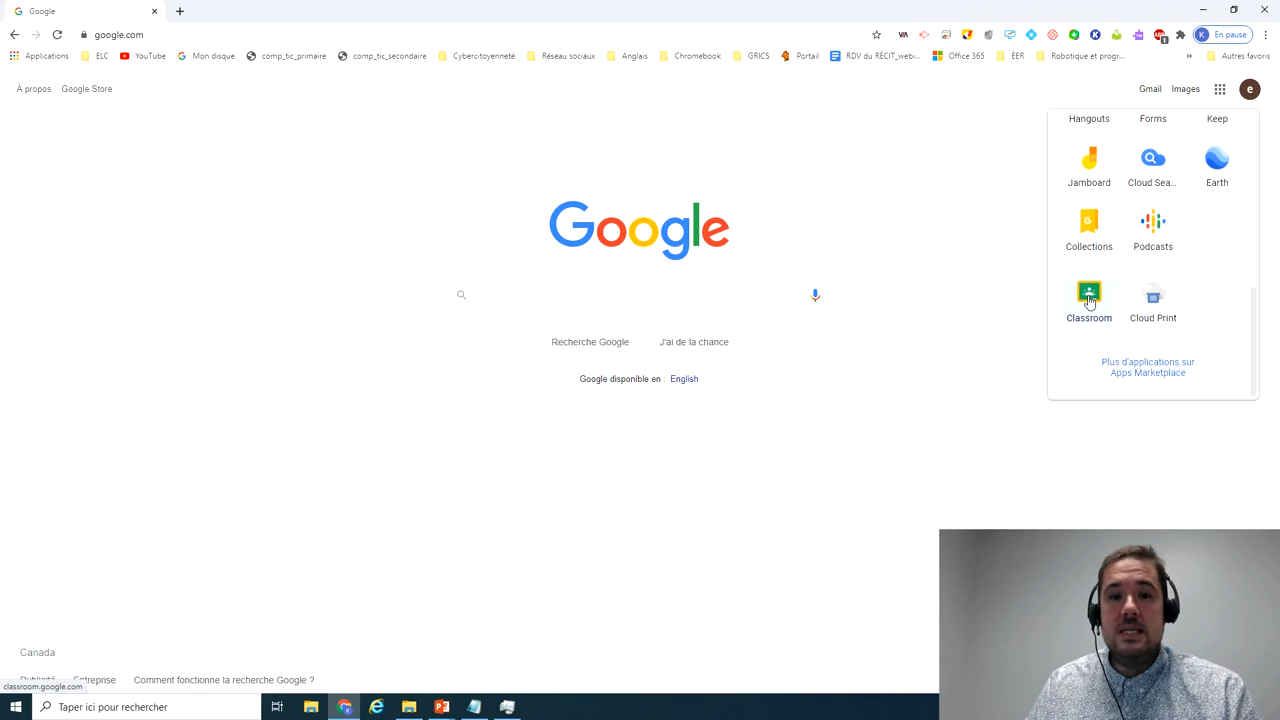 Google
google.com
En pause
Applications
ELC
YouTube
Mon disque
comp_tic_primaire
comp_tic_secondaire
Cybercitoyenneté
Réseau sociaux
Anglais
Chromebook
GRICS
Portail
RDV du RÉCIT_webi...
Office 365
ÉER
Robotique et progr...
»
Autres favoris
À propos
Google Store
Gmail
Images
e
Hangouts
Forms
Keep
Jamboard
Cloud Sea...
Earth
Collections
Podcasts
Classroom
Cloud Print
Plus d'applications sur
Apps Marketplace
Google
Recherche Google
J'ai de la chance
Google disponible en : English
Canada
Entreprise
Comment fonctionne la recherche Google ?
classroom.google.com
Taper ici pour rechercher